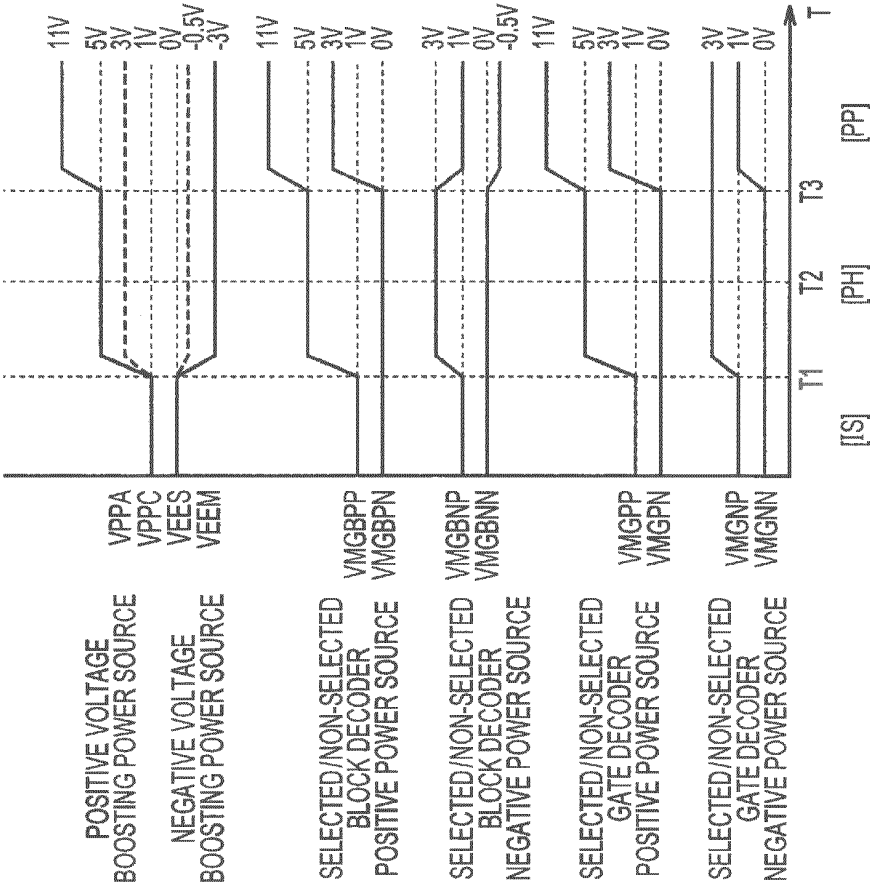 POSITIVE VOLTAGE
BOOSTING POWER SOURCE
VPPA
VPPC
NEGATIVE VOLTAGE
BOOSTING POWER SOURCE
VEES
VEEM
11V
5V
3V
1V
0V
-0.5V
-3V
SELECTED/NON-SELECTED
BLOCK DECODER
POSITIVE POWER SOURCE
VMGBPP
VMGBPN
11V
5V
3V
1V
0V
SELECTED/NON-SELECTED
BLOCK DECODER
NEGATIVE POWER SOURCE
VMGBNP
VMGBNN
3V
1V
0V
-0.5V
SELECTED/NON-SELECTED
GATE DECODER
POSITIVE POWER SOURCE
VMGPP
VMGPN
11V
5V
3V
1V
0V
SELECTED/NON-SELECTED
GATE DECODER
NEGATIVE POWER SOURCE
VMGNP
VMGNN
3V
1V
0V
T1
T2
T3
T
[IS]
[PH]
[PP]